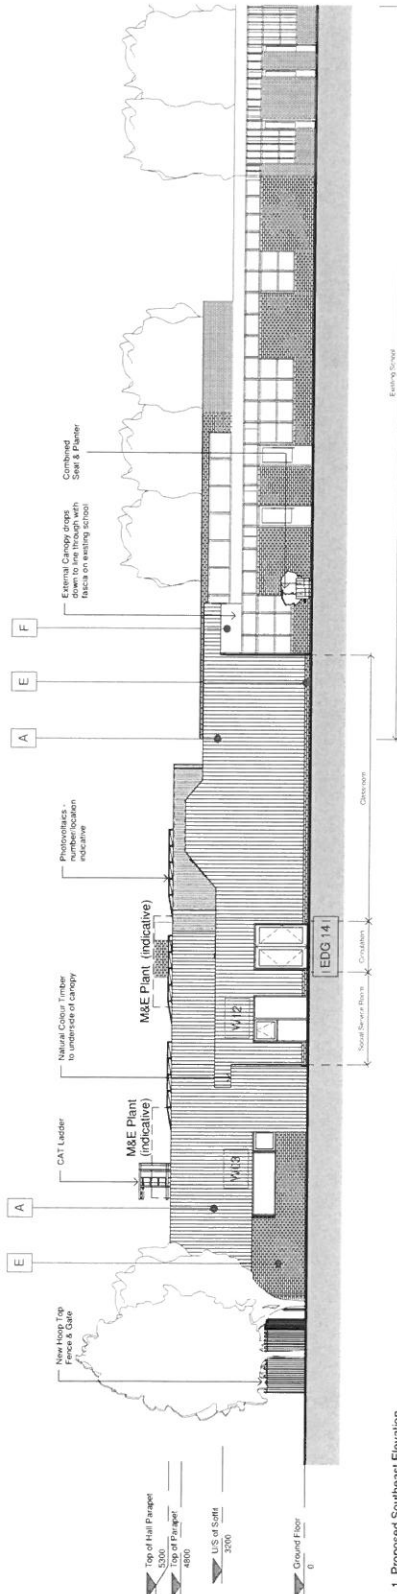 New Hoop Top
Fence & Gate
E
A
CAT Ladder
M&E Plant
(indicative)
Natural Colour Timber
to underside of canopy
M&E Plant (indicative)
Photovoltaics -
number/location
indicative
A
E
F
External Canopy drops
down to line through with
fascia on existing school
Combined
Seat & Planter
Top of Hall Parapet
5300
Top of Parapet
4800
U/S of Soffit
3200
Ground Floor
0
W03
W12
EDG 14
Social Service Room
Circulation
Classroom
Existing School
1 Proposed Southeast Elevation